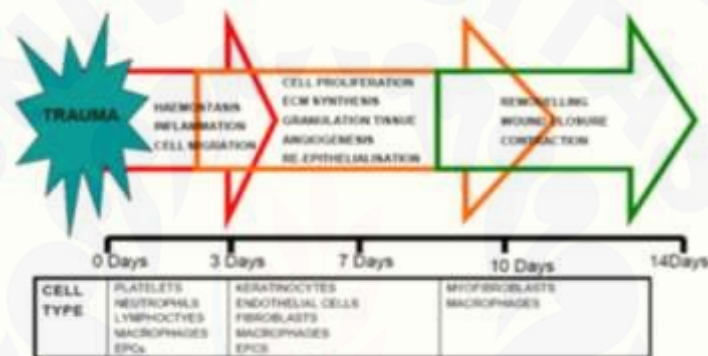 TRAUMA
HAEMOSTASIS
INFLAMMATION
CELL MIGRATION
CELL PROLIFERATION
ECM SYNTHESIS
GRANULATION TISSUE
ANGIOGENESIS
RE-EPITHELIALISATION
REMODELLING
WOUND CLOSURE
CONTRACTION
0 Days
3 Days
7 Days
10 Days
14Days
CELL
TYPE
PLATELETS
NEUTROPHILS
LYMPHOCTYES
MACROPHAGES
EPCs
KERATINOCYTES
ENDOTHELIAL CELLS
FIBROBLASTS
MACROPHAGES
EPCS
MYOFIBROBLASTS
MACROPHAGES